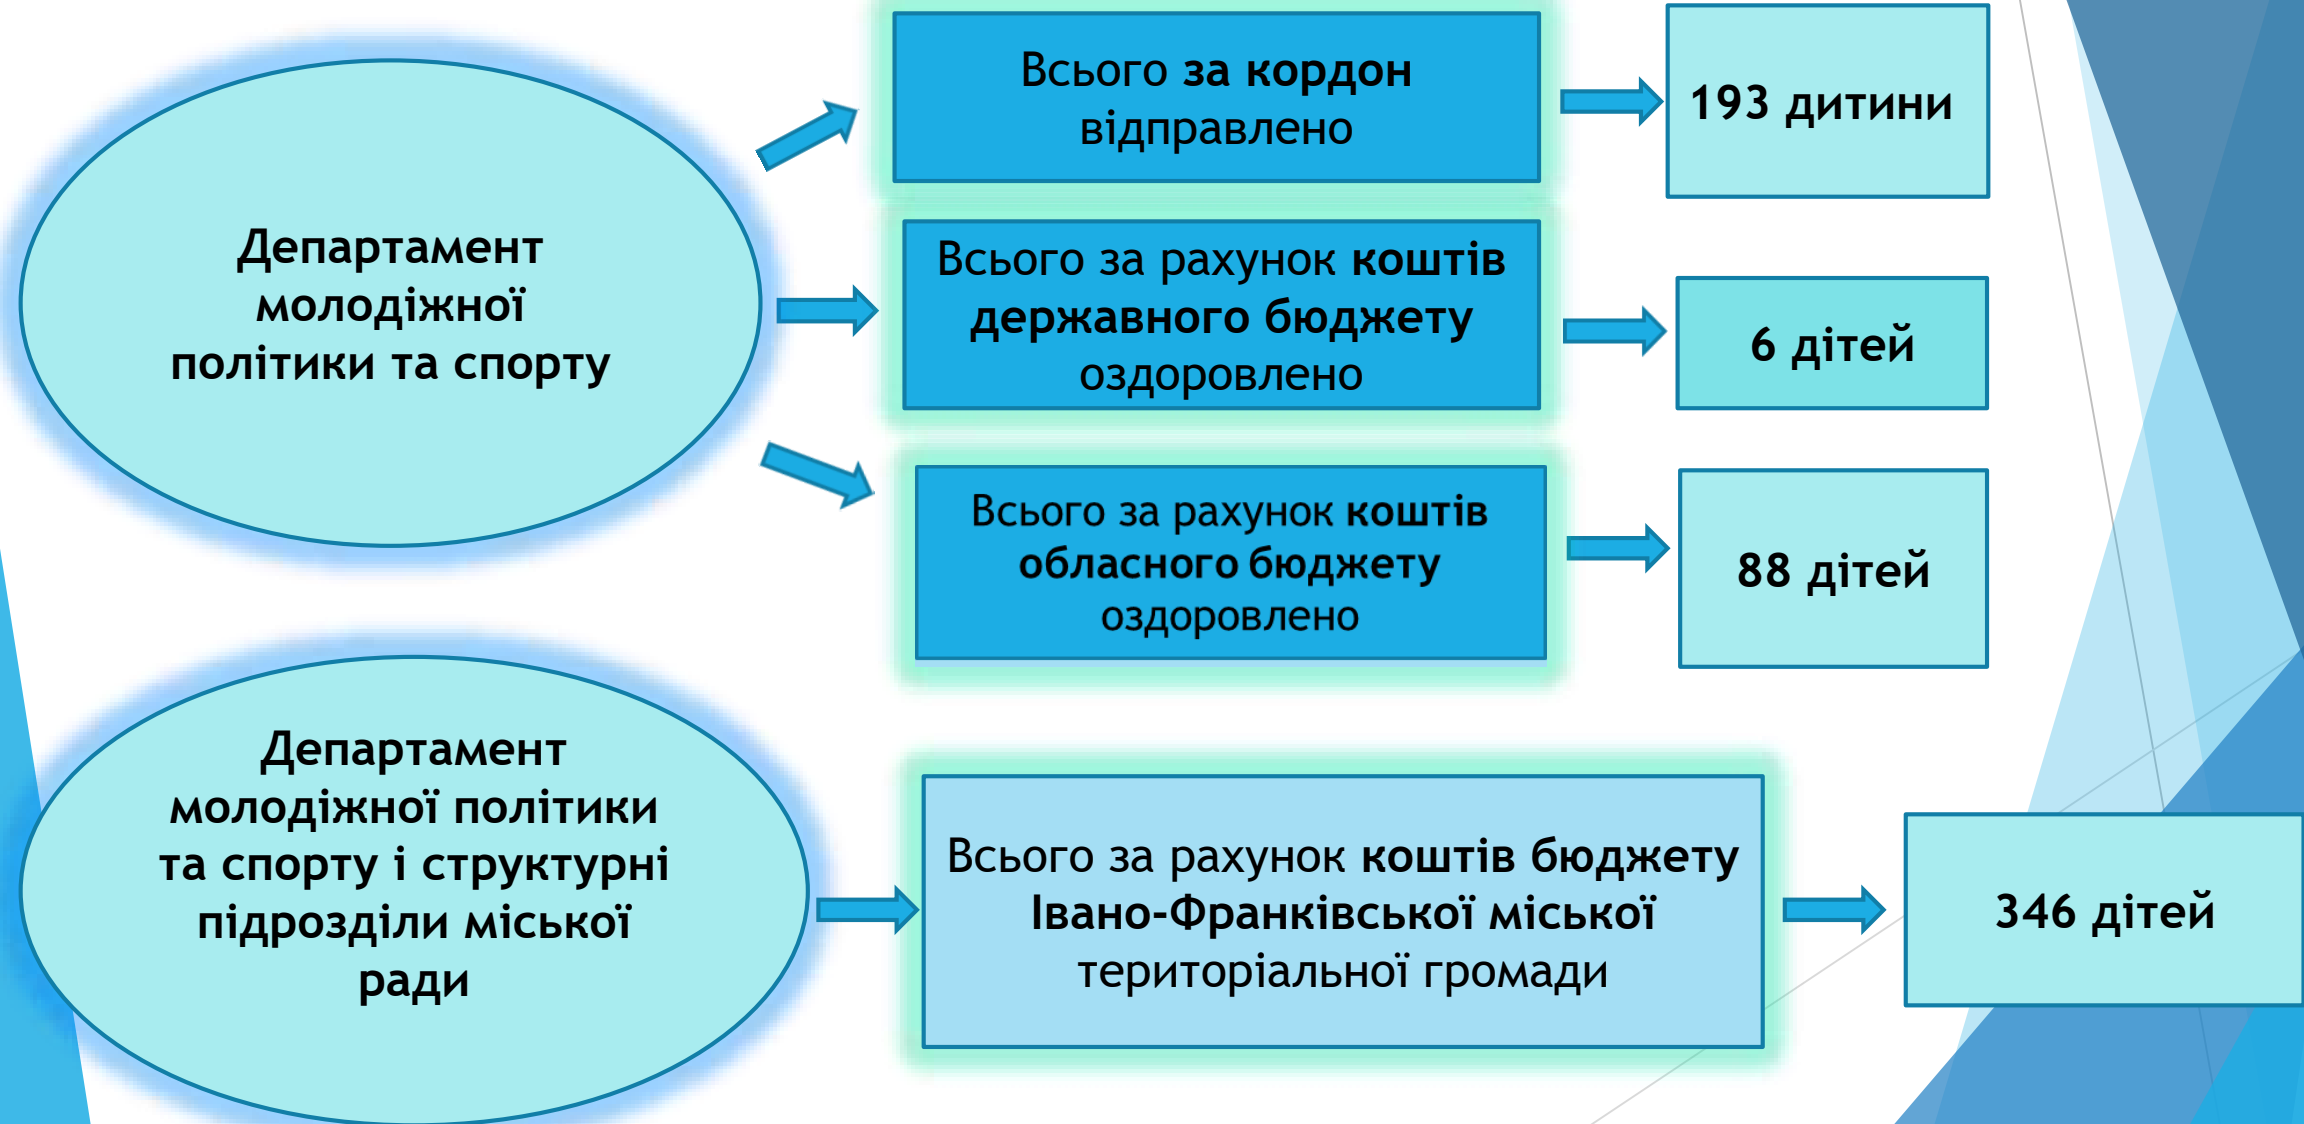 Департамент
молодіжної
політики та спорту
Всього за кордон
відправлено
193 дитини
Всього за рахунок коштів
державного бюджету
оздоровлено
6 дітей
Всього за рахунок коштів
обласного бюджету
оздоровлено
88 дітей
Департамент
молодіжної політики
та спорту і структурні
підрозділи міської
ради
Всього за рахунок коштів бюджету
Івано-Франківської міської
територіальної громади
346 дітей